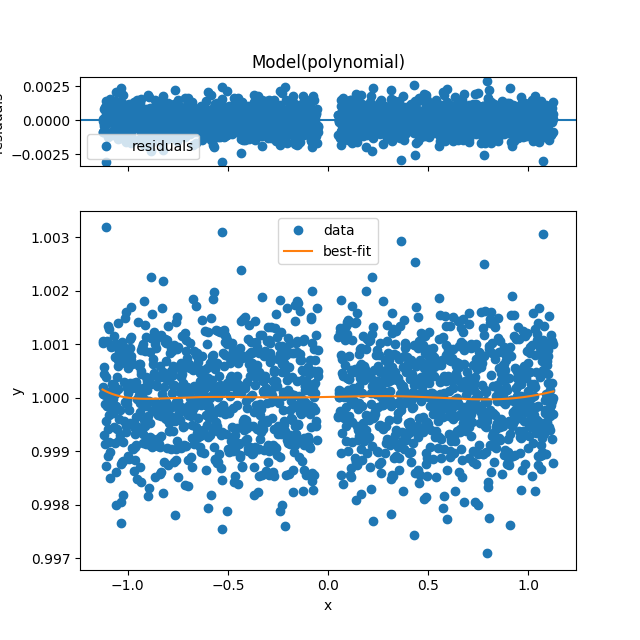 Model(polynomial)
0.0025
0.0000
−0.0025
residuals
residuals
1.003
1.002
1.001
1.000
0.999
0.998
0.997
y
data
best-fit
−1.0 −0.5 0.0 0.5 1.0
x